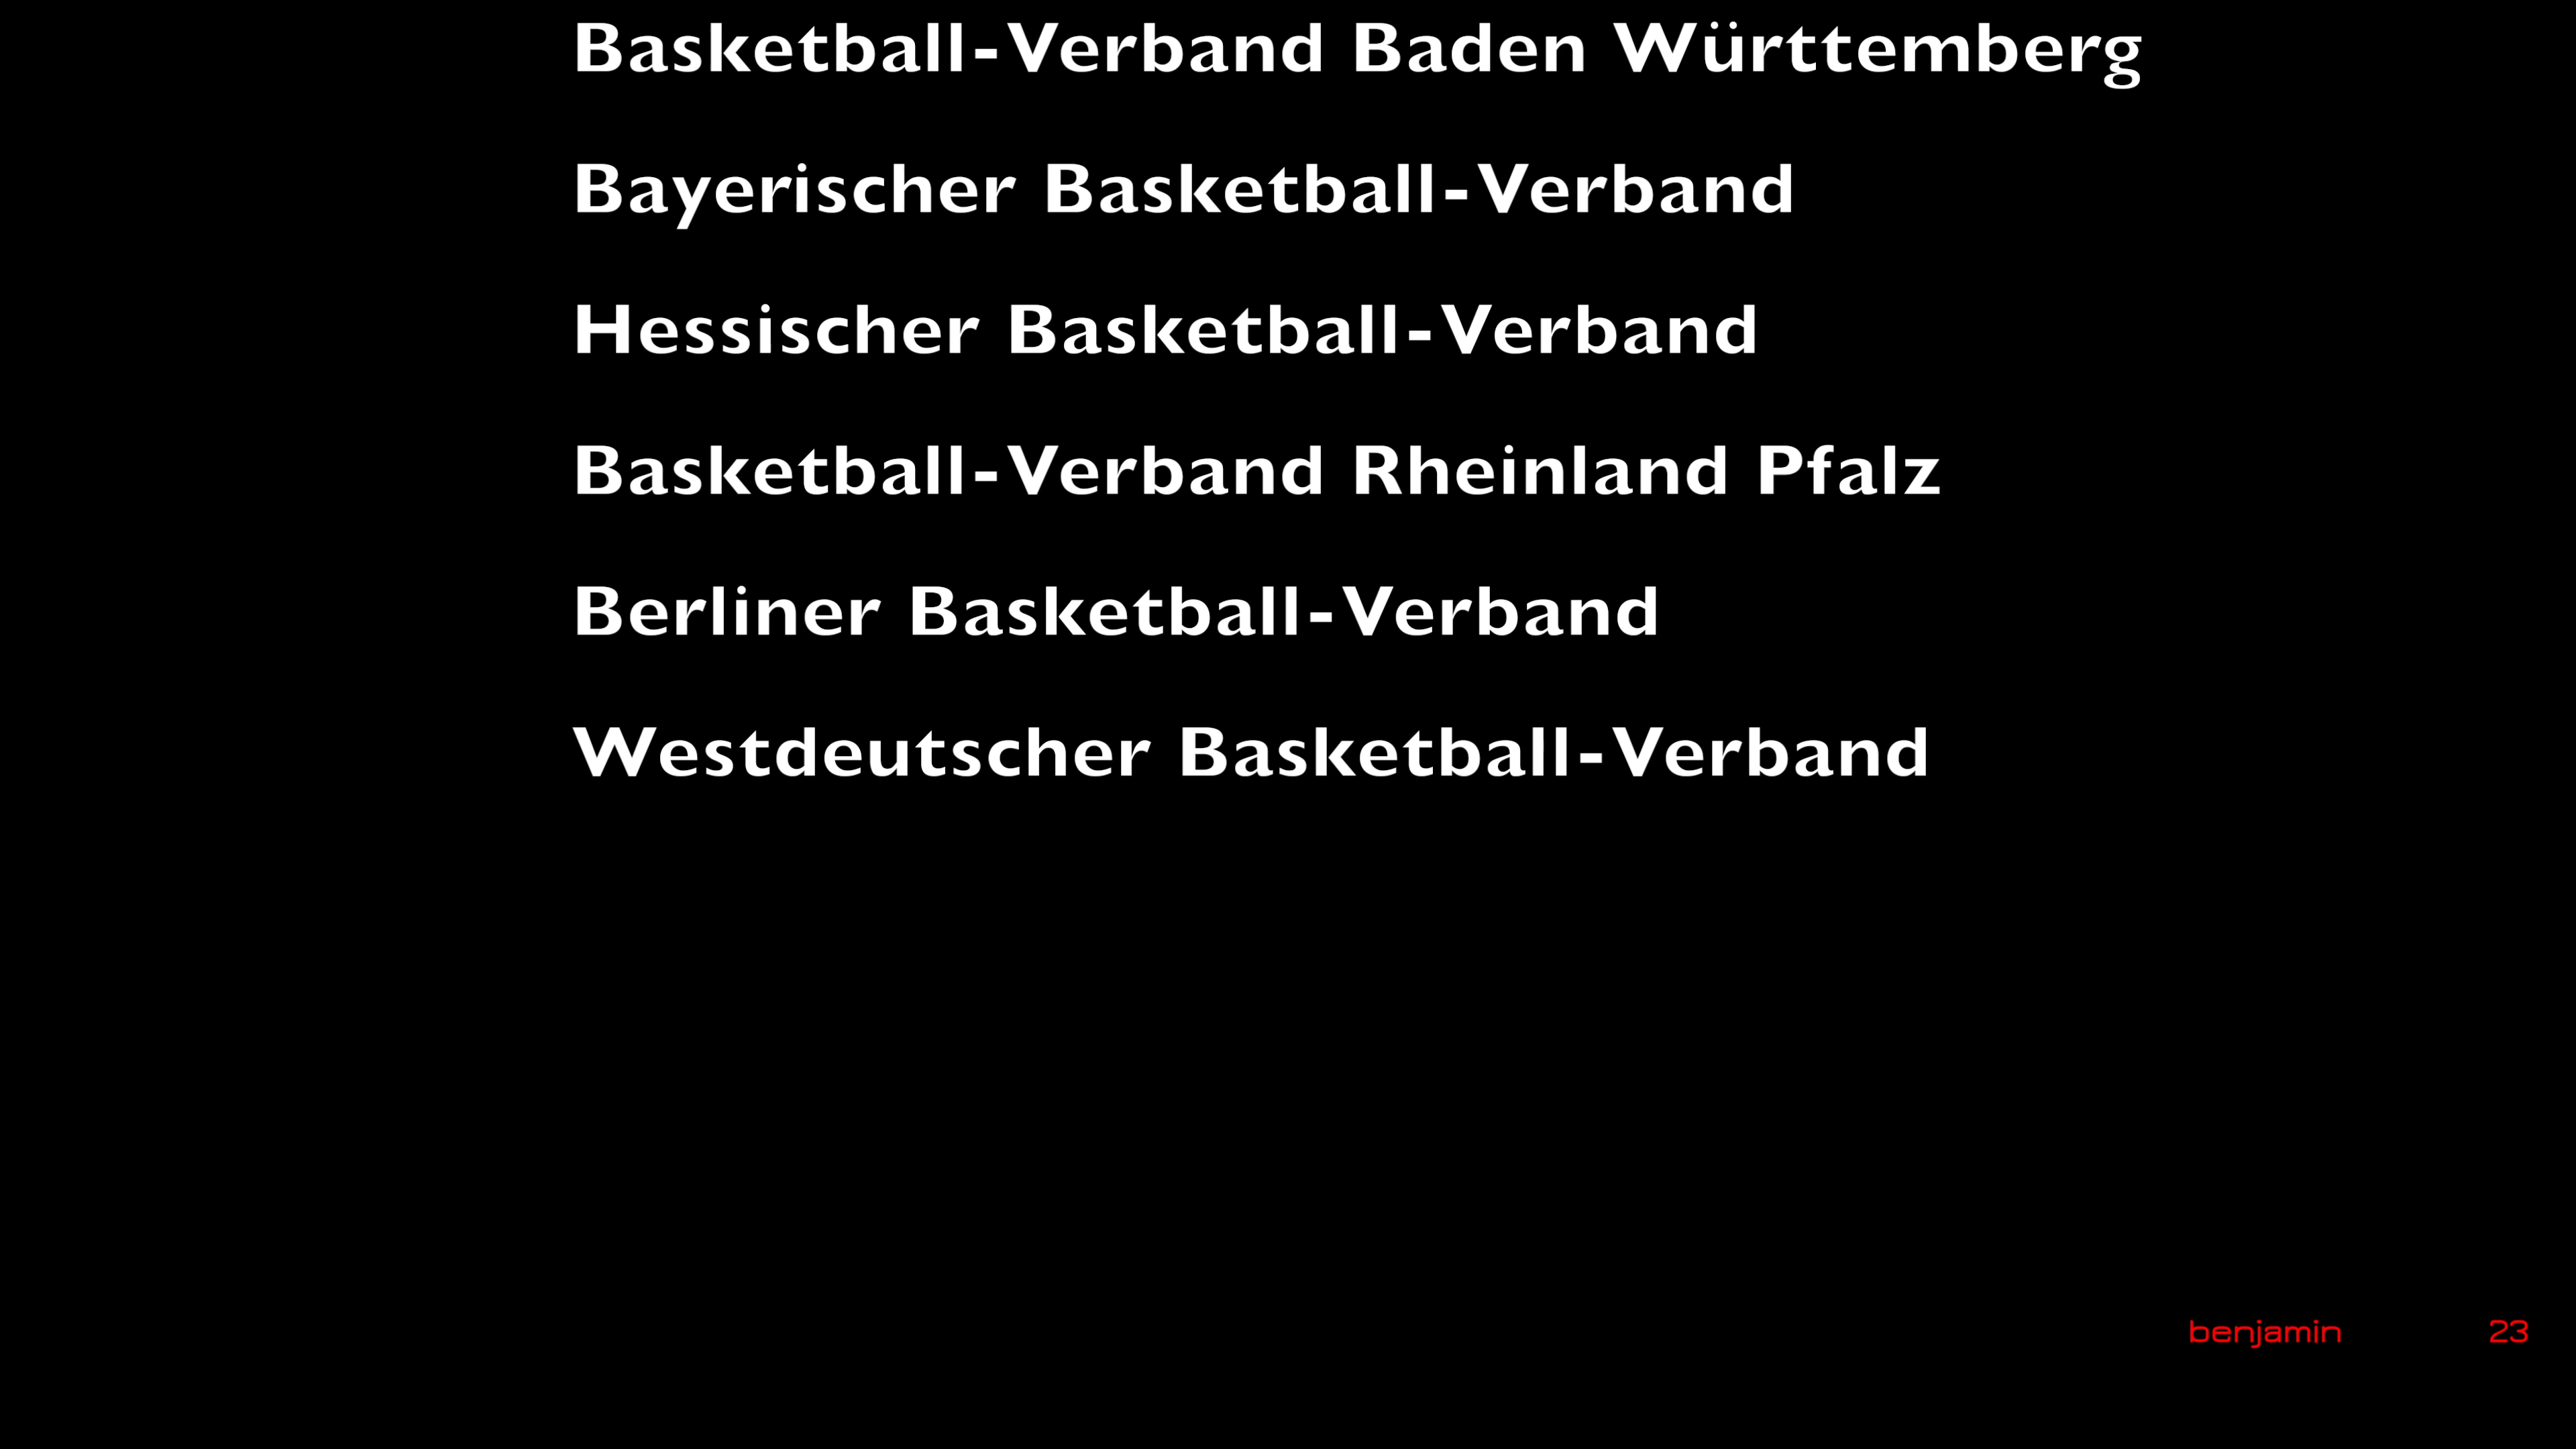 Basketball-Verband Baden Württemberg
Bayerischer Basketball-Verband
Hessischer Basketball-Verband
Basketball-Verband Rheinland Pfalz
Berliner Basketball-Verband
Westdeutscher Basketball-Verband
benjamin 23